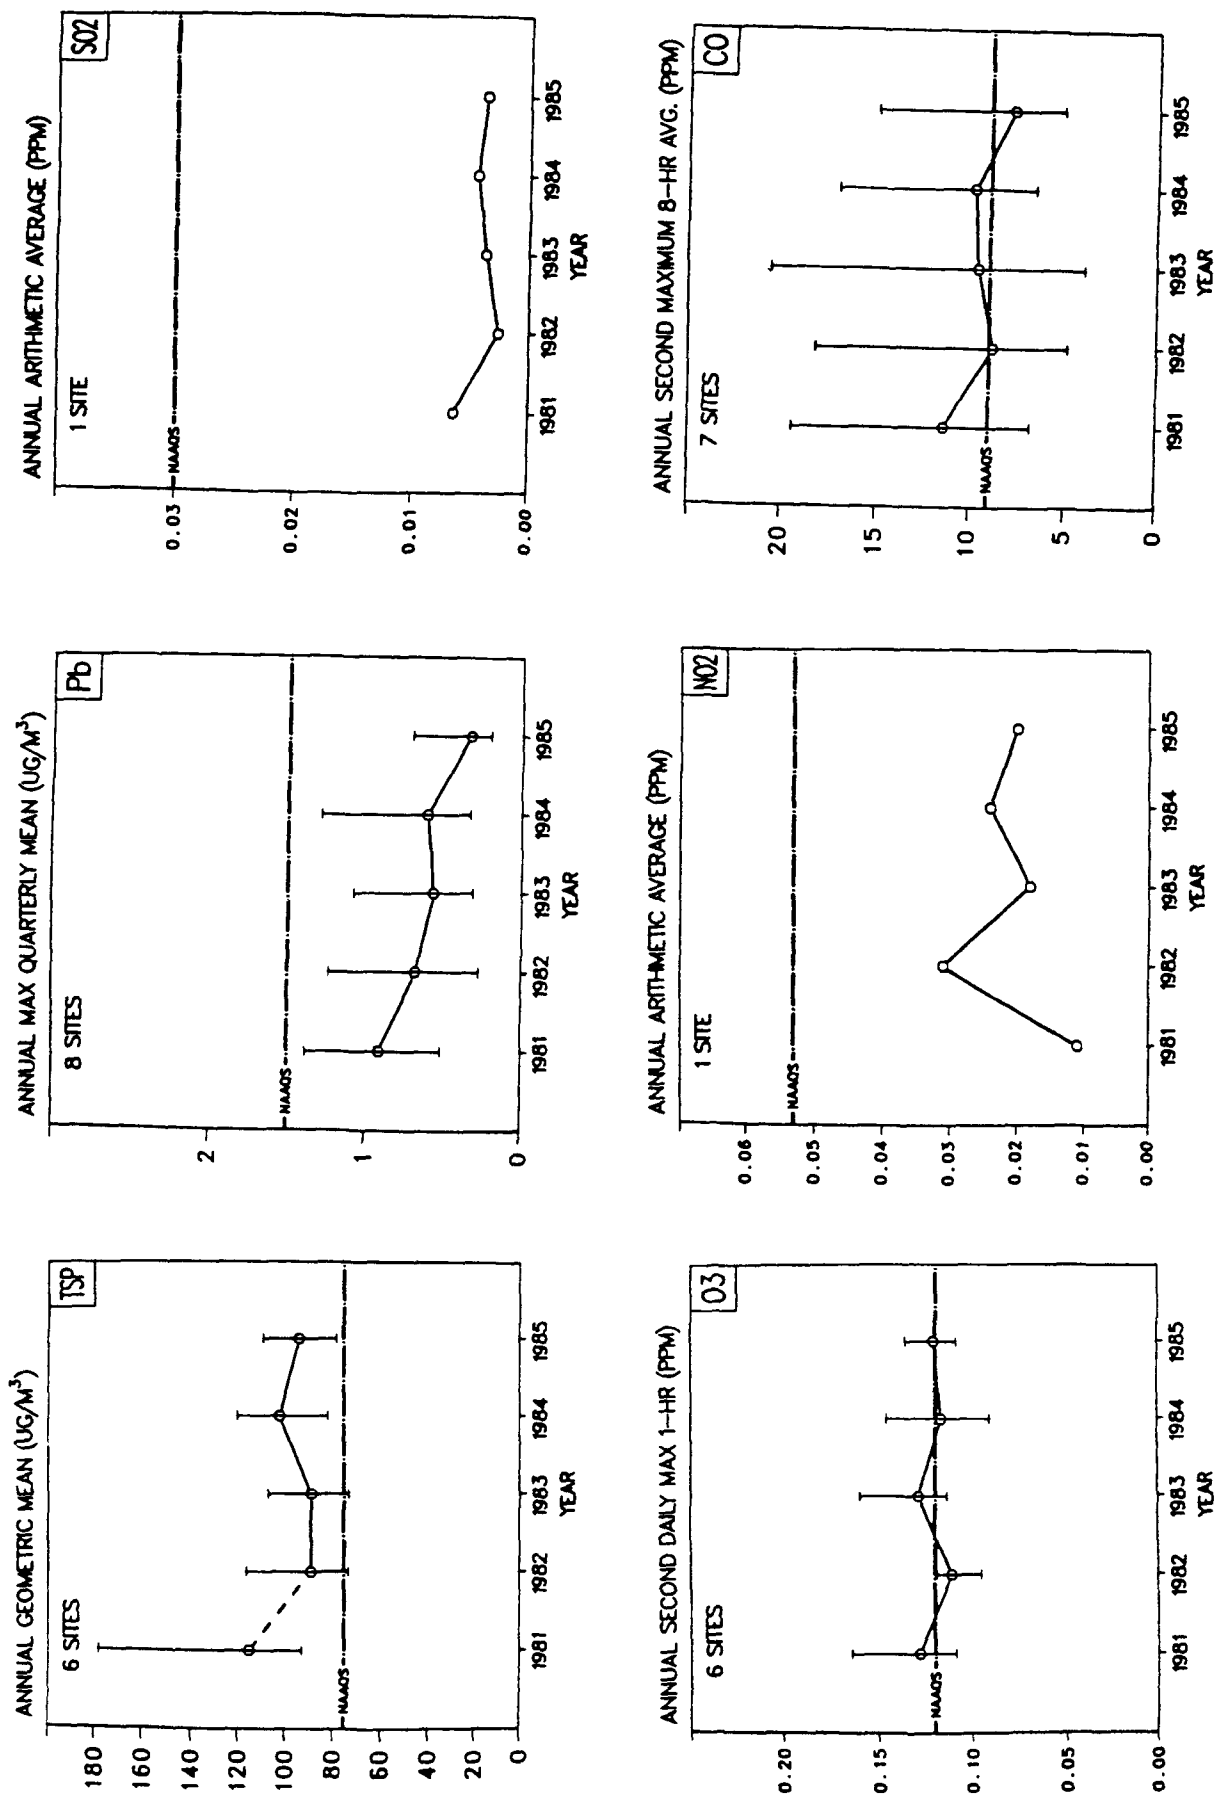 ANNUAL GEOMETRIC MEAN (UG/M³)
TSP
6 SITES
180
160
140
120
100
80
60
40
20
0
NAAQS
1981 1982 1983 1984 1985
YEAR
ANNUAL MAX QUARTERLY MEAN (UG/M³)
Pb
8 SITES
2
1
0
NAAQS
1981 1982 1983 1984 1985
YEAR
ANNUAL ARITHMETIC AVERAGE (PPM)
SO2
1 SITE
0.03
0.02
0.01
0.00
NAAQS
1981 1982 1983 1984 1985
YEAR
ANNUAL SECOND DAILY MAX 1-HR (PPM)
O3
6 SITES
0.20
0.15
0.10
0.05
0.00
NAAQS
1981 1982 1983 1984 1985
YEAR
ANNUAL ARITHMETIC AVERAGE (PPM)
NO2
1 SITE
0.06
0.05
0.04
0.03
0.02
0.01
0.00
NAAQS
1981 1982 1983 1984 1985
YEAR
ANNUAL SECOND MAXIMUM 8-HR AVG. (PPM)
CO
7 SITES
20
15
10
5
0
NAAQS
1981 1982 1983 1984 1985
YEAR